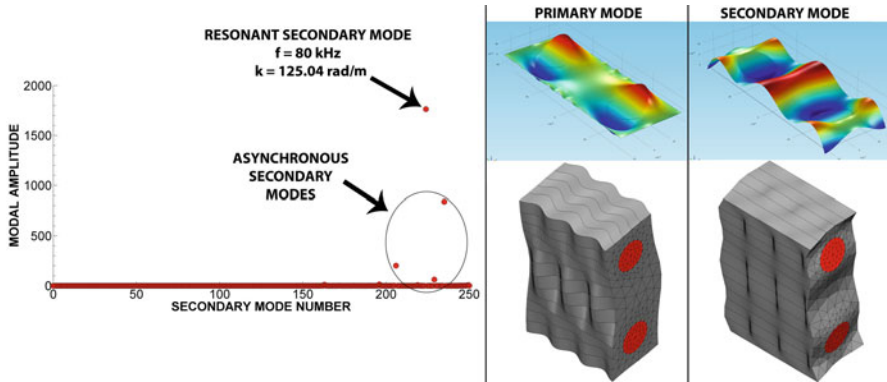 PRIMARY MODE
SECONDARY MODE
RESONANT SECONDARY MODE
f = 80 kHz
k = 125.04 rad/m
ASYNCHRONOUS
SECONDARY
MODES
MODAL AMPLITUDE
2000
1500
1000
500
0
0
50
100
150
200
250
SECONDARY MODE NUMBER